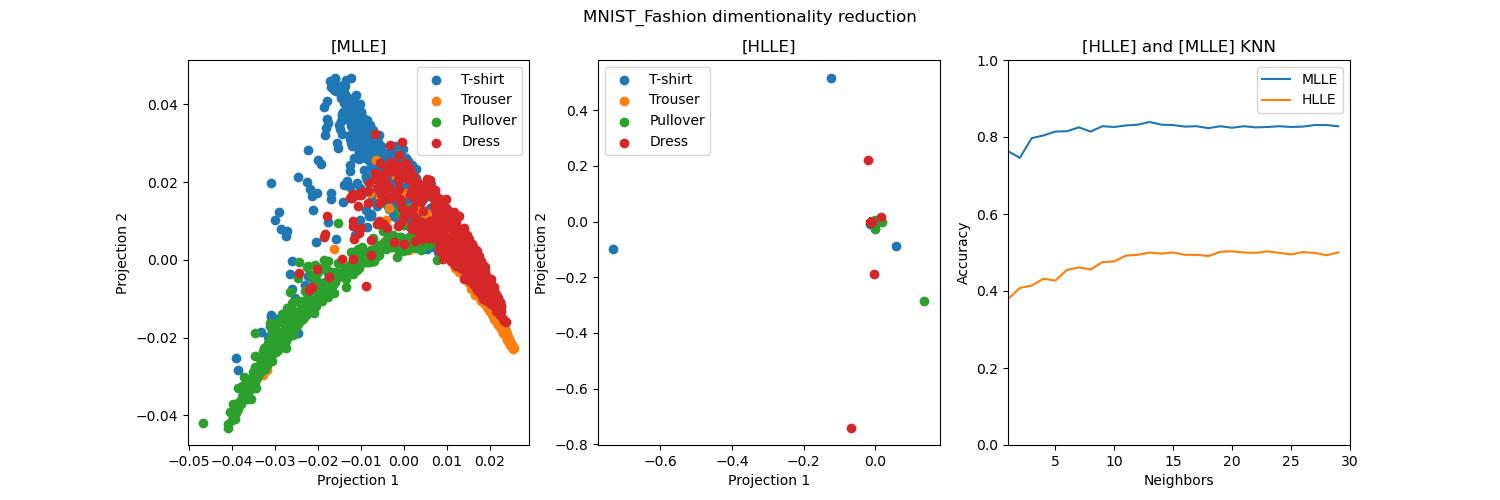 MNIST_Fashion dimentionality reduction
[MLLE]
T-shirt
Trouser
Pullover
Dress
0.04
0.02
0.00
−0.02
−0.04
Projection 2
−0.05
−0.04
−0.03
−0.02
−0.01
0.00
0.01
0.02
Projection 1
[HLLE]
T-shirt
Trouser
Pullover
Dress
0.4
0.2
0.0
−0.2
−0.4
−0.6
−0.8
Projection 2
−0.6
−0.4
−0.2
0.0
Projection 1
[HLLE] and [MLLE] KNN
MLLE
HLLE
1.0
0.8
0.6
0.4
0.2
0.0
Accuracy
5
10
15
20
25
30
Neighbors